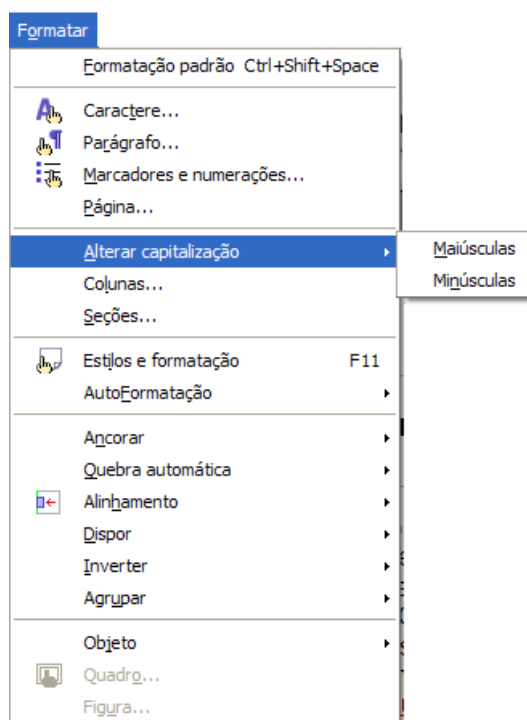 Formatar
Formatação padrão Ctrl+Shift+Space
Caractere...
Parágrafo...
Marcadores e numerações...
Página...
Alterar capitalização
Maiúsculas
Minúsculas
Colunas...
Seções...
Estilos e formatação F11
AutoFormatação
Ancorar
Quebra automática
Alinhamento
Dispor
Inverter
Agrupar
Objeto
Quadro...
Figura...